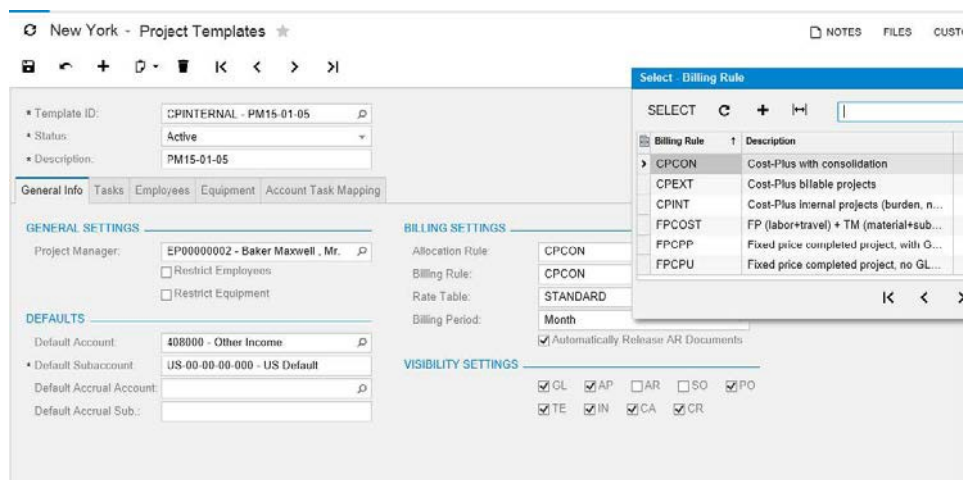 New York - Project Templates
NOTES FILES CUST
Select - Billing Rule
SELECT
Billing Rule ↑ Description
CPCON Cost-Plus with consolidation
CPEXT Cost-Plus billable projects
CPINT Cost-Plus internal projects (burden, n...
FPCOST FP (labor+travel) + TM (material+sub...
FPCPP Fixed price completed project, with G...
FPCPU Fixed price completed project, no GL...
* Template ID: CPINTERNAL - PM15-01-05
* Status: Active
* Description: PM15-01-05
General Info Tasks Employees Equipment Account Task Mapping
GENERAL SETTINGS
Project Manager: EP00000002 - Baker Maxwell , Mr.
Restrict Employees
Restrict Equipment
DEFAULTS
Default Account: 408000 - Other Income
* Default Subaccount: US-00-00-00-000 - US Default
Default Accrual Account:
Default Accrual Sub.:
BILLING SETTINGS
Allocation Rule: CPCON
Billing Rule: CPCON
Rate Table: STANDARD
Billing Period: Month
Automatically Release AR Documents
VISIBILITY SETTINGS
GL AP AR SO PO
TE IN CA CR